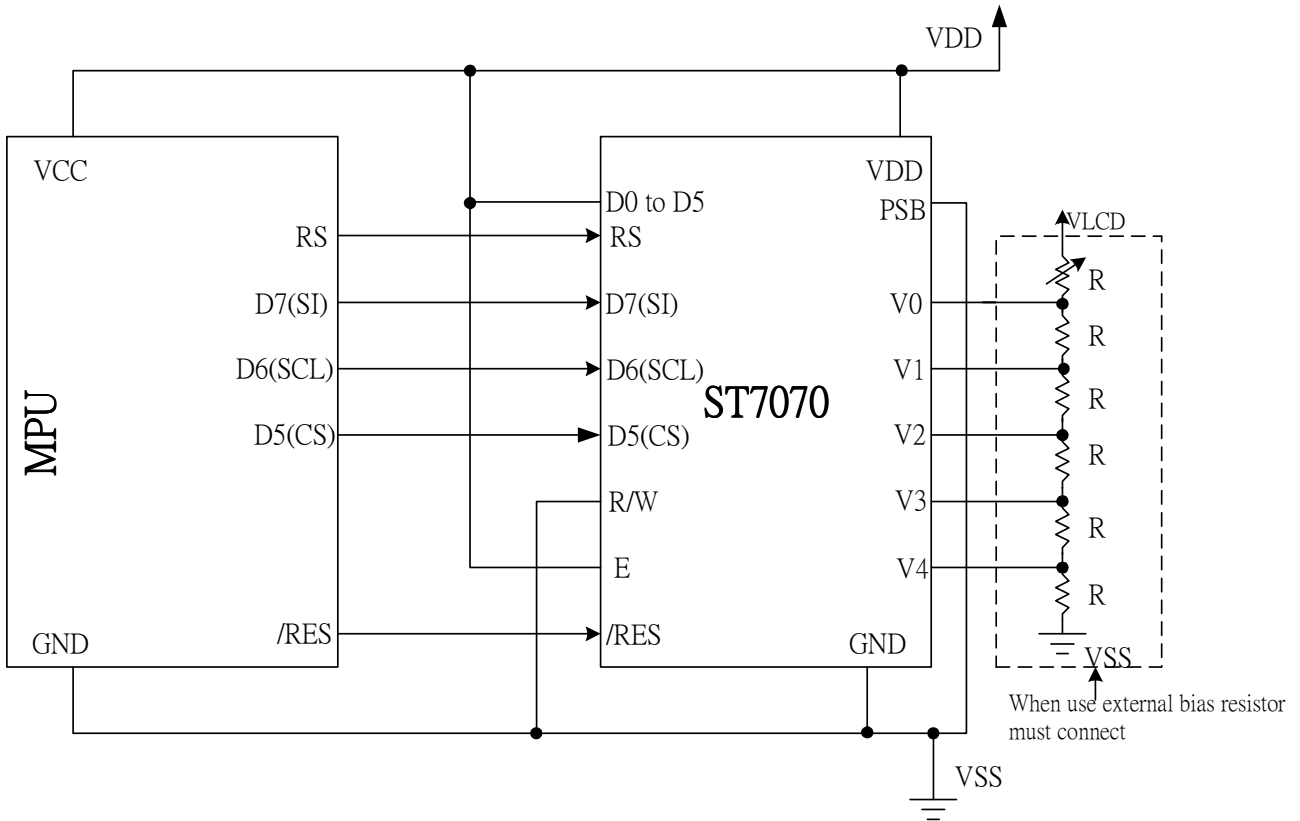 VDD
VCC
VDD
D0 to D5
PSB
RS
RS
VLCD
R
D7(SI)
D7(SI)
V0
R
D6(SCL)
D6(SCL)
V1
MPU
ST7070
R
D5(CS)
D5(CS)
V2
R
R/W
V3
R
E
V4
R
/RES
/RES
GND
GND
VSS
When use external bias resistor
must connect
VSS